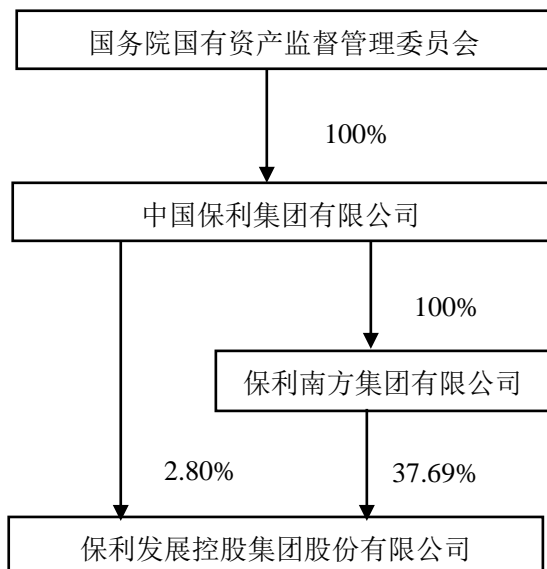 国务院国有资产监督管理委员会
100%
中国保利集团有限公司
100%
保利南方集团有限公司
2.80%
37.69%
保利发展控股集团股份有限公司